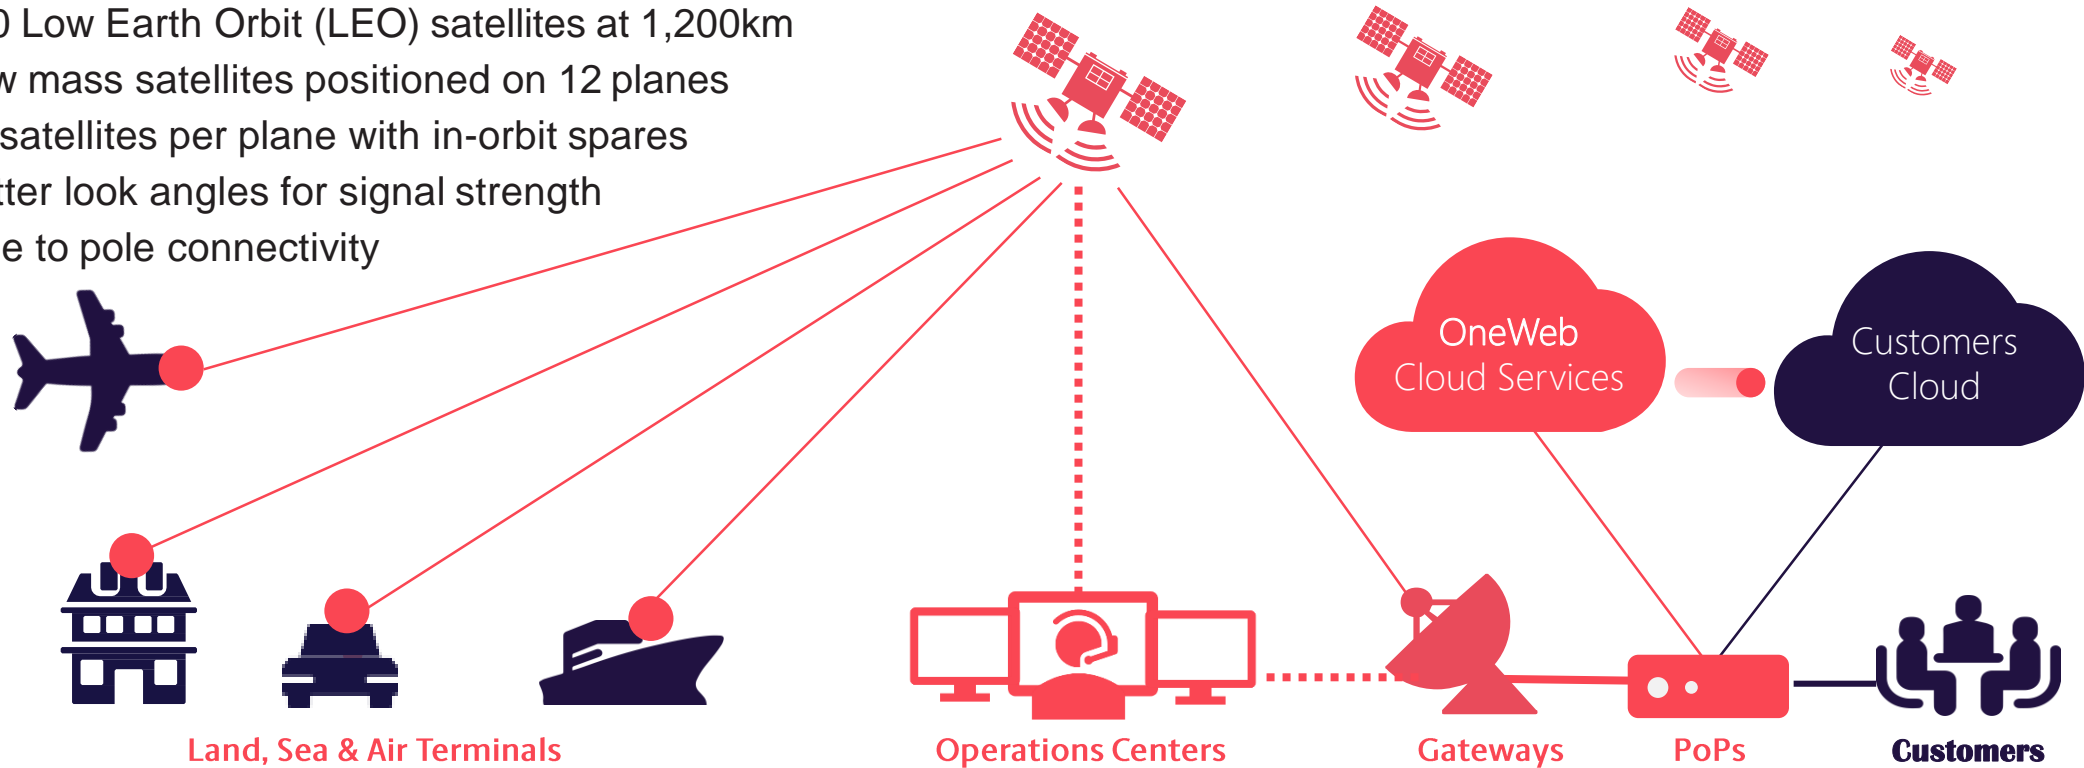 0 Low Earth Orbit (LEO) satellites at 1,200km
mass satellites positioned on 12 planes
satellites per plane with in-orbit spares
look angles for signal strength
to pole connectivity
OneWeb
Cloud Services
Customers
Cloud
Land, Sea & Air Terminals
Operations Centers
Gateways
PoPs
Customers